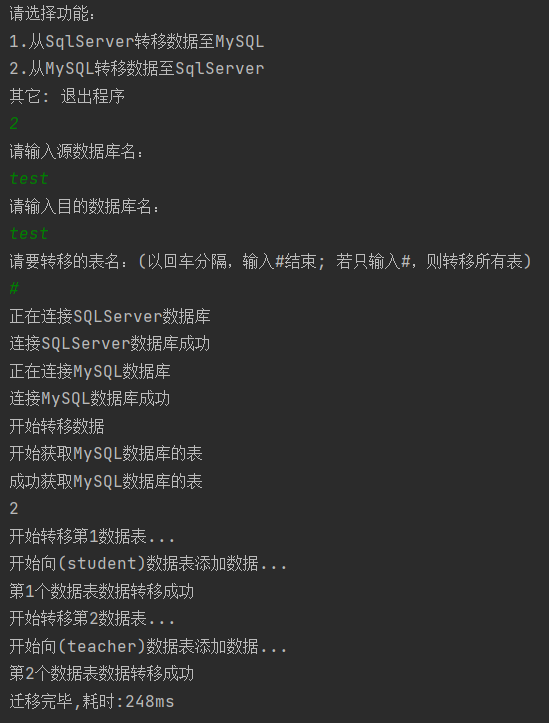 请选择功能:
1.从SqlServer转移数据至MySQL
2.从MySQL转移数据至SqlServer
其它: 退出程序
2
请输入源数据库名:
test
请输入目的数据库名:
test
请要转移的表名:(以回车分隔,输入#结束; 若只输入#,则转移所有表)
#
正在连接SQLServer数据库
连接SQLServer数据库成功
正在连接MySQL数据库
连接MySQL数据库成功
开始转移数据
开始获取MySQL数据库的表
成功获取MySQL数据库的表
2
开始转移第1数据表...
开始向(student)数据表添加数据...
第1个数据表数据转移成功
开始转移第2数据表...
开始向(teacher)数据表添加数据...
第2个数据表数据转移成功
迁移完毕,耗时:248ms